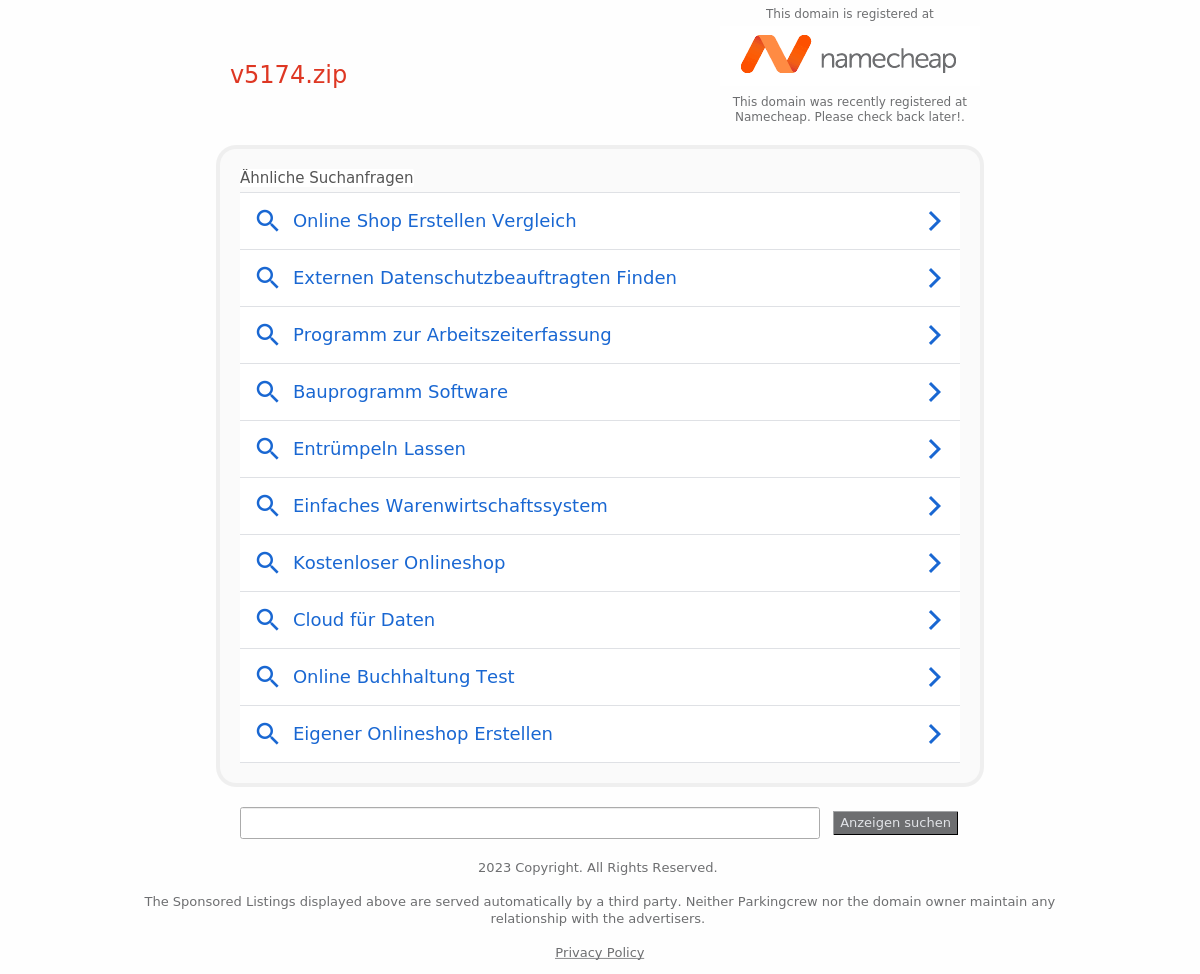 This domain is registered at
namecheap
v5174.zip
This domain was recently registered at
Namecheap. Please check back later!.
Ähnliche Suchanfragen
Online Shop Erstellen Vergleich
Externen Datenschutzbeauftragten Finden
Programm zur Arbeitszeiterfassung
Bauprogramm Software
Entrümpeln Lassen
Einfaches Warenwirtschaftssystem
Kostenloser Onlineshop
Cloud für Daten
Online Buchhaltung Test
Eigener Onlineshop Erstellen
Anzeigen suchen
2023 Copyright. All Rights Reserved.
The Sponsored Listings displayed above are served automatically by a third party. Neither Parkingcrew nor the domain owner maintain any
relationship with the advertisers.
Privacy Policy